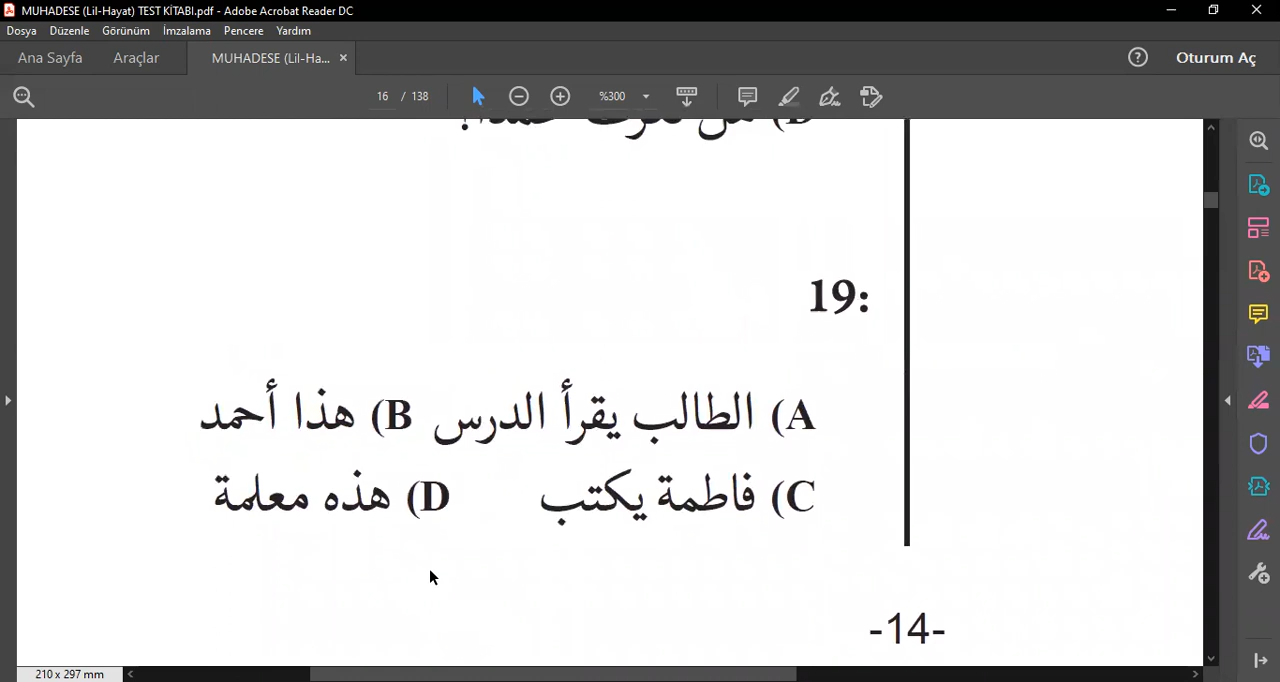 MUHADESE (Lil-Hayat) TEST KİTABI.pdf - Adobe Acrobat Reader DC
Dosya Düzenle Görünüm İmzalama Pencere Yardım
Ana Sayfa Araçlar MUHADESE (Lil-Ha... × Oturum Aç
16 / 138 %300
19:
A) الطالب يقرأ الدرس B) هذا أحمد
C) فاطمة يكتب D) هذه معلمة
-14-
210 x 297 mm